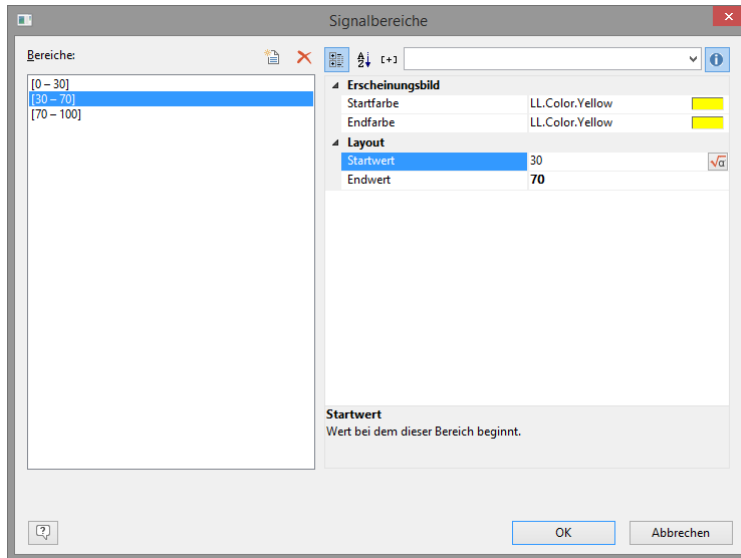 Signalbereiche
Bereiche:
[0 – 30]
[30 – 70]
[70 – 100]
[+]
Erscheinungsbild
Startfarbe LL.Color.Yellow
Endfarbe LL.Color.Yellow
Layout
Startwert 30
Endwert 70
Startwert
Wert bei dem dieser Bereich beginnt.
OK Abbrechen